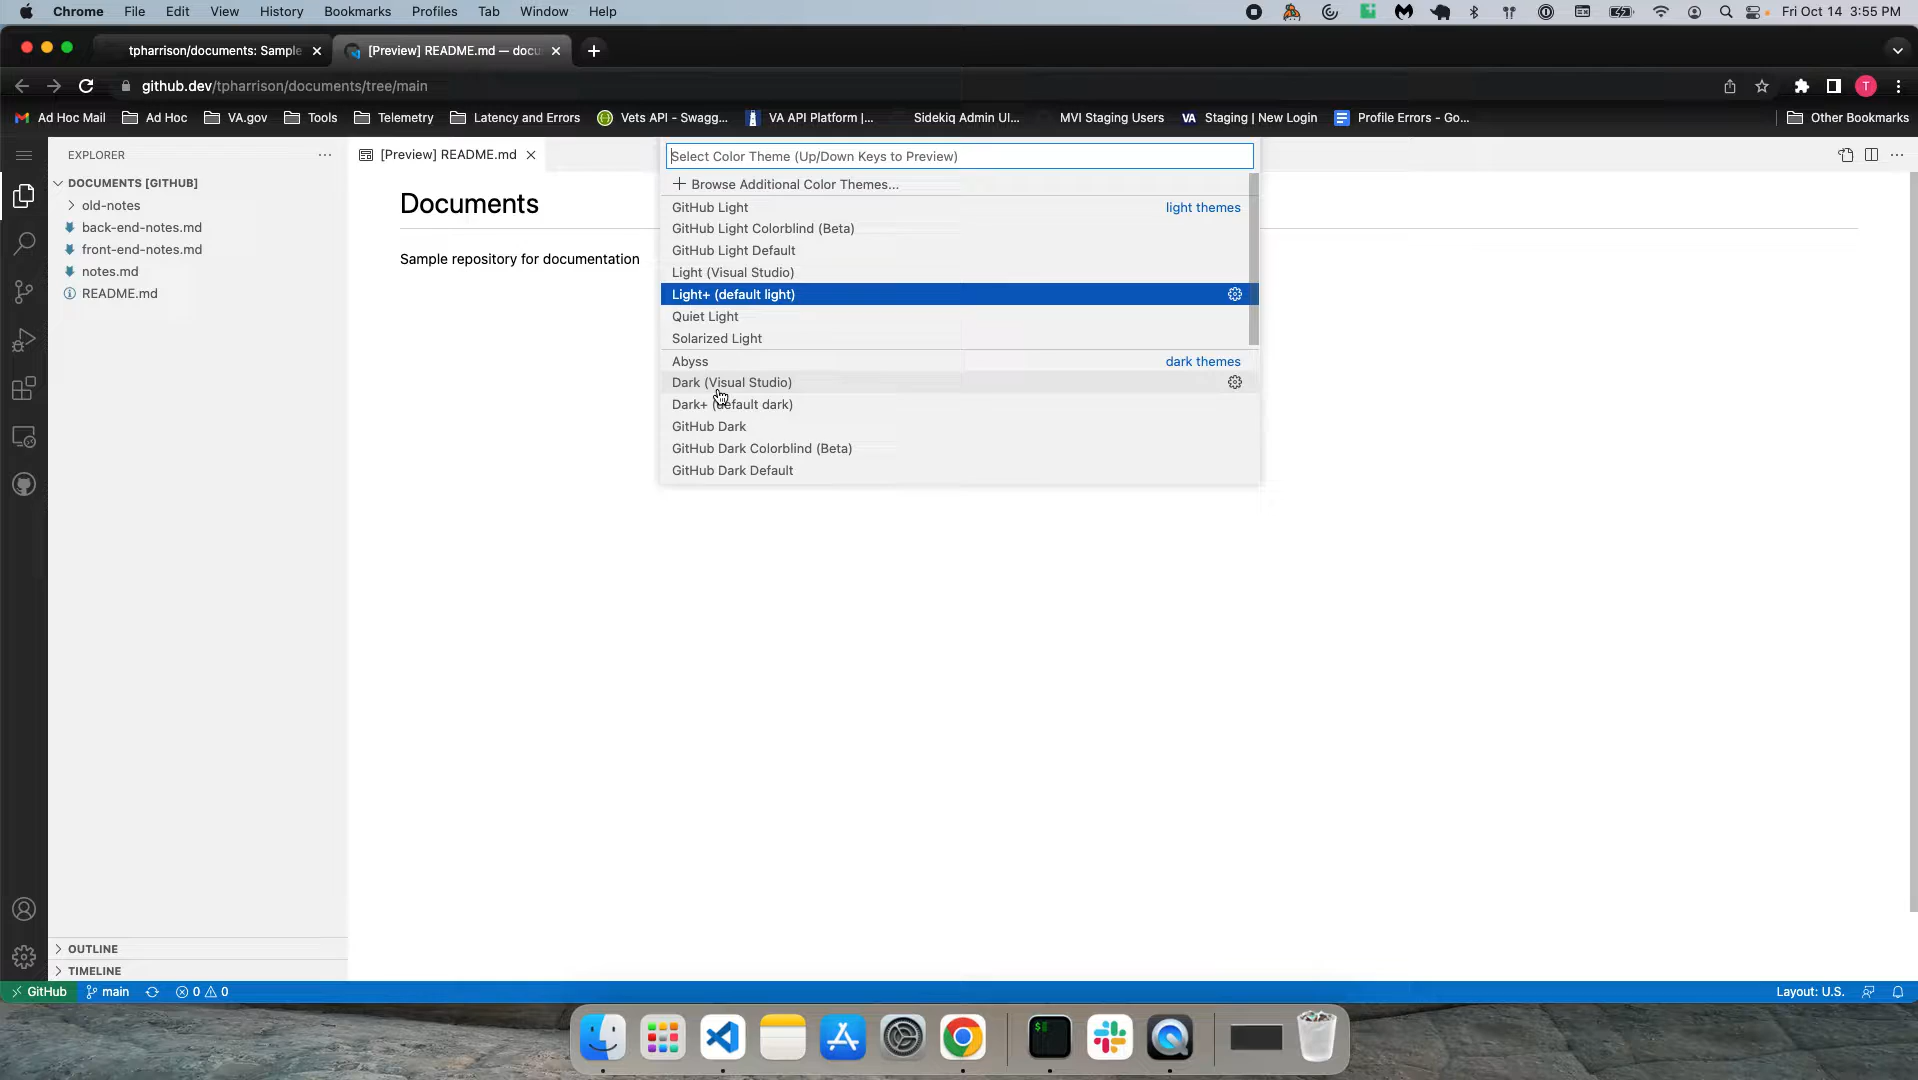 Chrome File Edit View History Bookmarks Profiles Tab Window Help Fri Oct 14 3:55 PM
tpharrison/documents: Sample [Preview] README.md — docu
github.dev/tpharrison/documents/tree/main T
Ad Hoc Mail Ad Hoc VA.gov Tools Telemetry Latency and Errors Vets API - Swagg... VA API Platform |... Sidekiq Admin UI... MVI Staging Users VA Staging | New Login Profile Errors - Go... Other Bookmarks
EXPLORER
[Preview] README.md
Select Color Theme (Up/Down Keys to Preview)
DOCUMENTS [GITHUB]
old-notes
back-end-notes.md
front-end-notes.md
notes.md
README.md
Documents
Sample repository for documentation
Browse Additional Color Themes...
GitHub Light light themes
GitHub Light Colorblind (Beta)
GitHub Light Default
Light (Visual Studio)
Light+ (default light)
Quiet Light
Solarized Light
Abyss dark themes
Dark (Visual Studio)
Dark+ (default dark)
GitHub Dark
GitHub Dark Colorblind (Beta)
GitHub Dark Default
OUTLINE
TIMELINE
GitHub main 0 0 Layout: U.S.